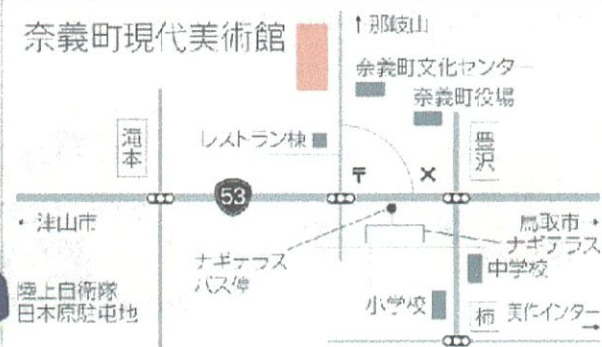 奈義町現代美術館
↑那岐山
奈義町文化センター
奈義町役場
滝本
レストラン棟
豊沢
〒
53
←津山市
鳥取市→
ナギテラス
ナギテラス
バス停
中学校
陸上自衛隊
日本原駐屯地
小学校
柿
美作インター
→